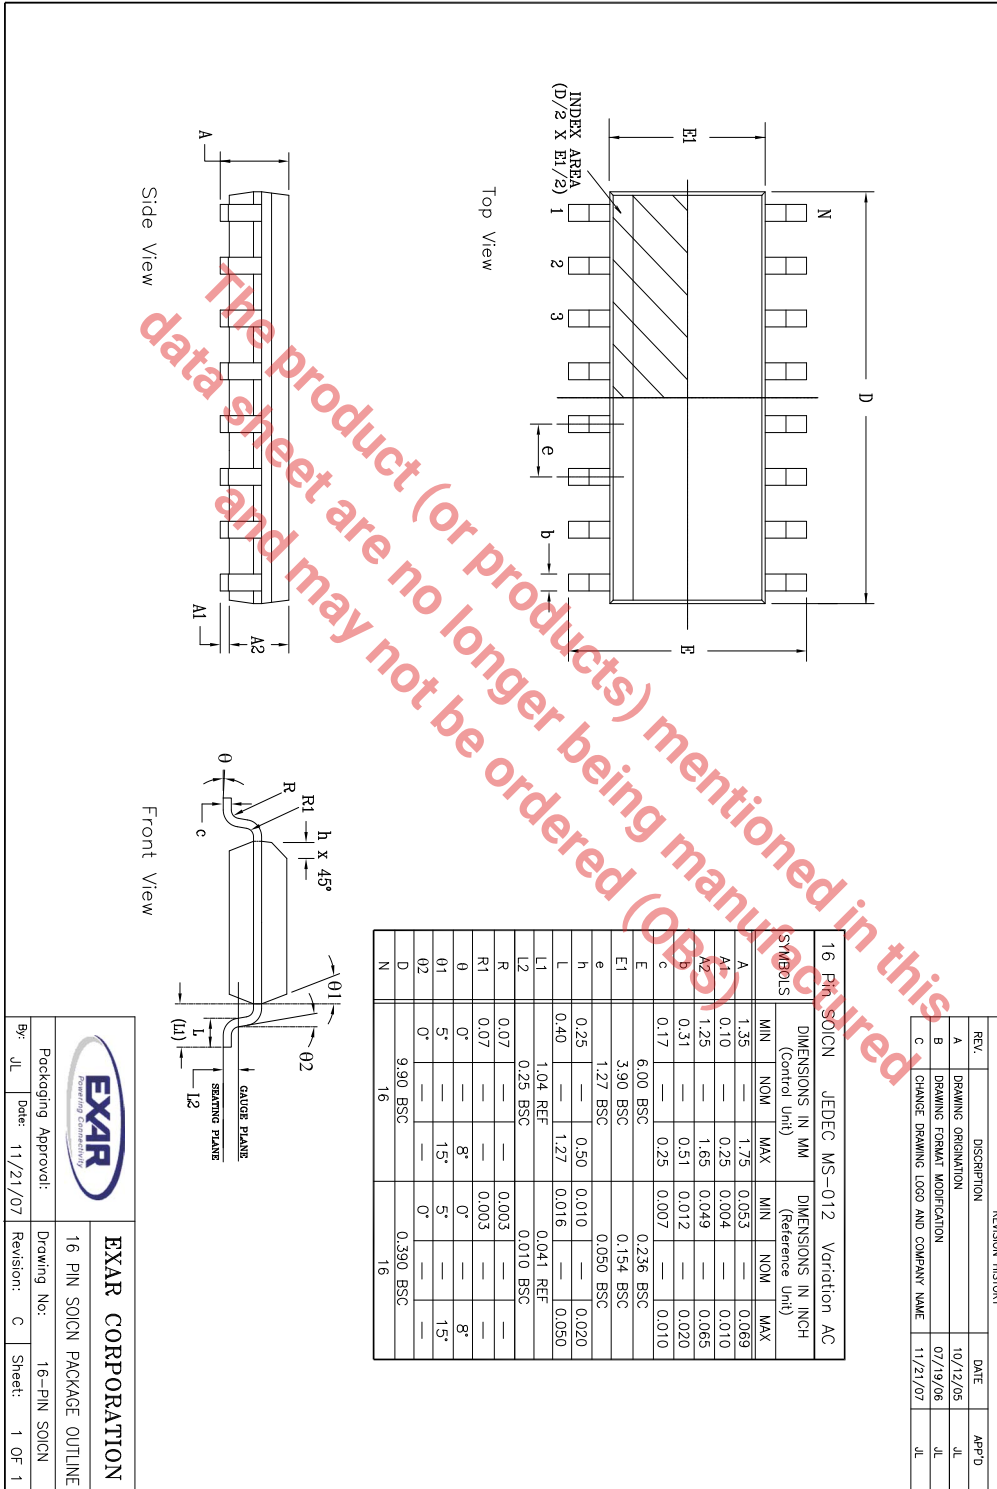 REVISION HISTORY
REV. DISCRIPTION DATE APP'D
A DRAWING ORIGINATION 10/12/05 JL
B DRAWING FORMAT MODIFICATION 07/19/06 JL
C CHANGE DRAWING LOGO AND COMPANY NAME 11/21/07 JL
N
D
E1
INDEX AREA
(D/2 X E1/2)
1
2
3
e
b
E
Top View
A
A1
A2
Side View
16 Pin SOICN JEDEC MS-012 Variation AC
SYMBOLS
DIMENSIONS IN MM
(Control Unit)
DIMENSIONS IN INCH
(Reference Unit)
MIN NOM MAX MIN NOM MAX
A 1.35 — 1.75 0.053 — 0.069
A1 0.10 — 0.25 0.004 — 0.010
A2 1.25 — 1.65 0.049 — 0.065
b 0.31 — 0.51 0.012 — 0.020
c 0.17 — 0.25 0.007 — 0.010
E 6.00 BSC 0.236 BSC
E1 3.90 BSC 0.154 BSC
e 1.27 BSC 0.050 BSC
h 0.25 — 0.50 0.010 — 0.020
L 0.40 — 1.27 0.016 — 0.050
L1 1.04 REF 0.041 REF
L2 0.25 BSC 0.010 BSC
R 0.07 — — 0.003 — —
R1 0.07 — — 0.003 — —
θ 0° — 8° 0° — 8°
θ1 5° — 15° 5° — 15°
θ2 0° — — 0° — —
D 9.90 BSC 0.390 BSC
N 16 16
h x 45°
R1
R
θ
c
θ1
θ2
L
(L1)
L2
GAUGE PLANE
SEATING PLANE
Front View
The product (or products) mentioned in this
data sheet are no longer being manufactured
and may not be ordered (OBS)
EXAR
Powering Connectivity
EXAR CORPORATION
16 PIN SOICN PACKAGE OUTLINE
Packaging Approval:
Drawing No: 16-PIN SOICN
By: JL Date: 11/21/07 Revision: C Sheet: 1 OF 1